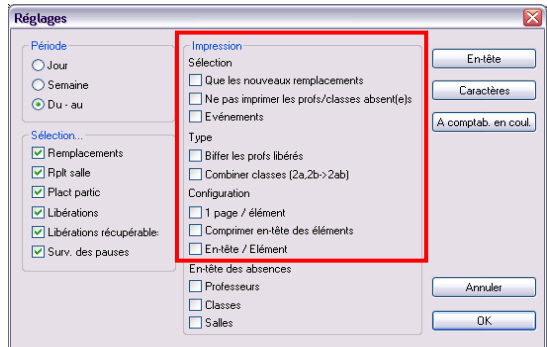 Réglages
Période
Jour
Semaine
Du - au
Sélection...
Remplacements
Rplt salle
Plact partic
Libérations
Libérations récupérable:
Surv. des pauses
Impression
Sélection
Que les nouveaux remplacements
Ne pas imprimer les profs/classes absent(e)s
Evénements
Type
Biffer les profs libérés
Combiner classes (2a,2b->2ab)
Configuration
1 page / élément
Comprimer en-tête des éléments
En-tête / Elément
En-tête des absences
Professeurs
Classes
Salles
En-tête
Caractères
A comptab. en coul.
Annuler
OK